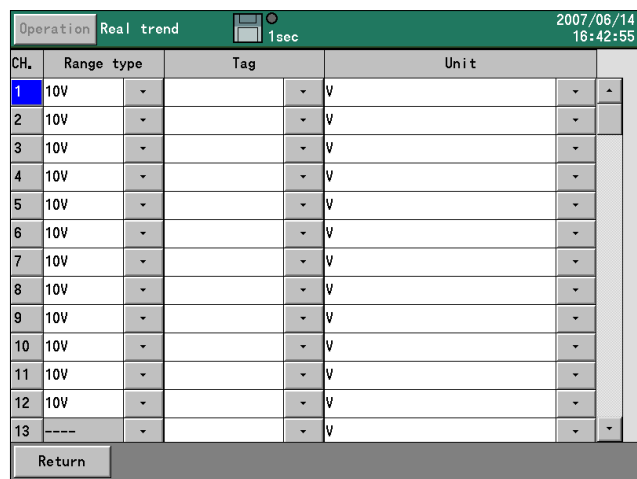 Operation Real trend 1sec 2007/06/14
16:42:55
CH. Range type Tag Unit
1 10V V
2 10V V
3 10V V
4 10V V
5 10V V
6 10V V
7 10V V
8 10V V
9 10V V
10 10V V
11 10V V
12 10V V
13 ---- V
Return